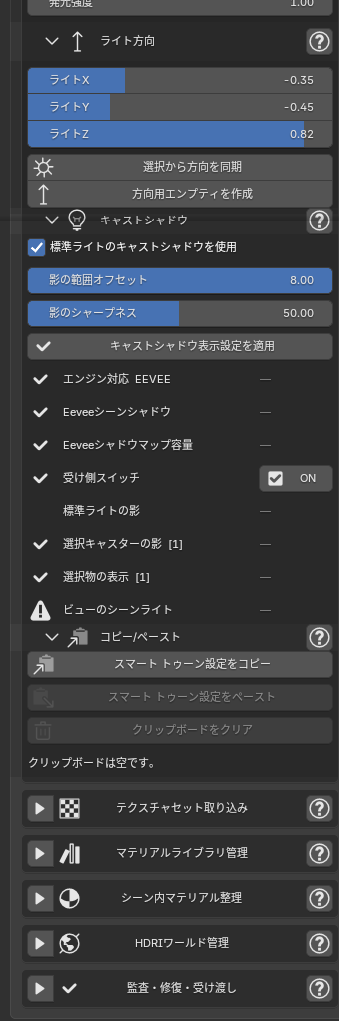 発光強度 1.00
ライト方向
ライトX -0.35
ライトY -0.45
ライトZ 0.82
選択から方向を同期
方向用エンプティを作成
キャストシャドウ
標準ライトのキャストシャドウを使用
影の範囲オフセット 8.00
影のシャープネス 50.00
キャストシャドウ表示設定を適用
エンジン対応 EEVEE —
Eeveeシーンシャドウ —
Eeveeシャドウマップ容量 —
受け側スイッチ ON
標準ライトの影 —
選択キャスターの影 [1] —
選択物の表示 [1] —
ビューのシーンライト —
コピー/ペースト
スマート トゥーン設定をコピー
スマート トゥーン設定をペースト
クリップボードをクリア
クリップボードは空です。
テクスチャセット取り込み
マテリアルライブラリ管理
シーン内マテリアル整理
HDRIワールド管理
監査・修復・受け渡し